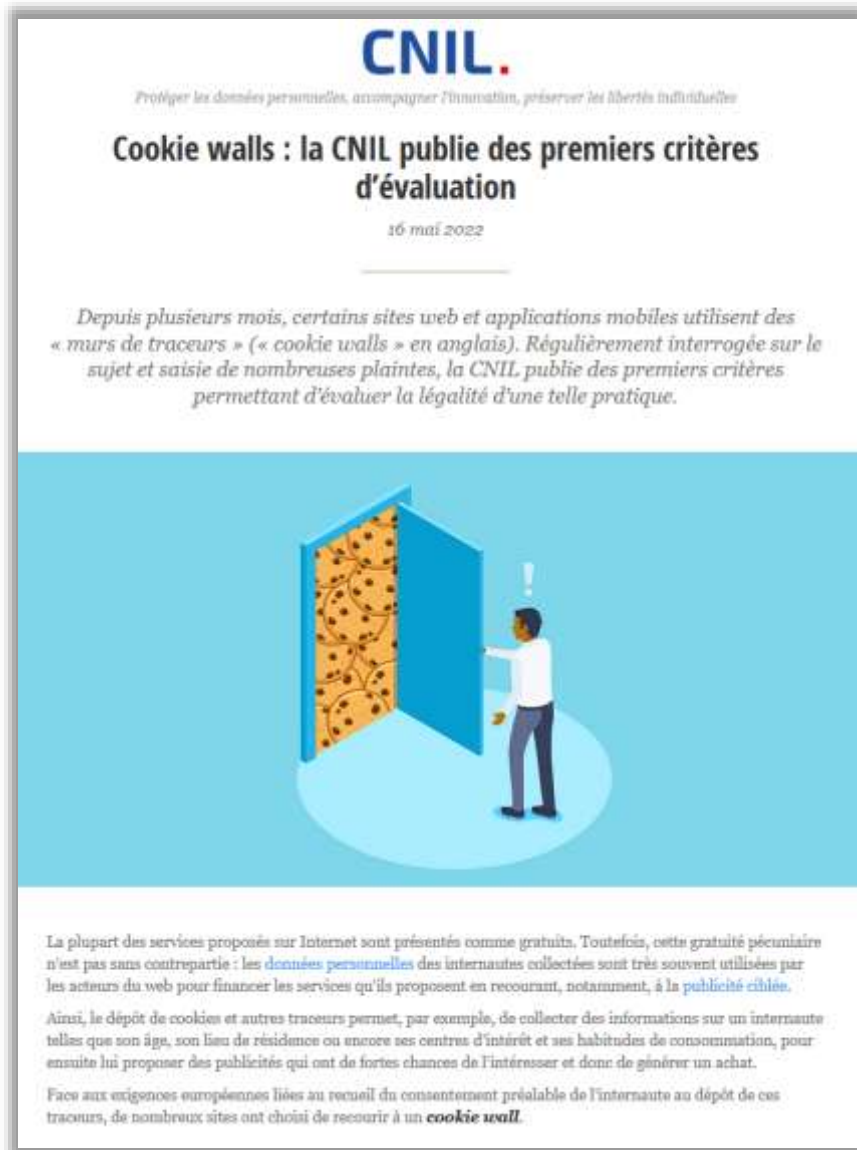 CNIL.
Protéger les données personnelles, accompagner l'innovation, préserver les libertés individuelles
Cookie walls : la CNIL publie des premiers critères
d'évaluation
16 mai 2022
Depuis plusieurs mois, certains sites web et applications mobiles utilisent des
« murs de traceurs » (« cookie walls » en anglais). Régulièrement interrogée sur le
sujet et saisie de nombreuses plaintes, la CNIL publie des premiers critères
permettant d'évaluer la légalité d'une telle pratique.
!
La plupart des services proposés sur Internet sont présentés comme gratuits. Toutefois, cette gratuité pécuniaire
n'est pas sans contrepartie : les données personnelles des internautes collectées sont très souvent utilisées par
les acteurs du web pour financer les services qu'ils proposent en recourant, notamment, à la publicité ciblée.
Ainsi, le dépôt de cookies et autres traceurs permet, par exemple, de collecter des informations sur un internaute
telles que son âge, son lieu de résidence ou encore ses centres d'intérêt et ses habitudes de consommation, pour
ensuite lui proposer des publicités qui ont de fortes chances de l'intéresser et donc de générer un achat.
Face aux exigences européennes liées au recueil du consentement préalable de l'internaute au dépôt de ces
traceurs, de nombreux sites ont choisi de recourir à un cookie wall.